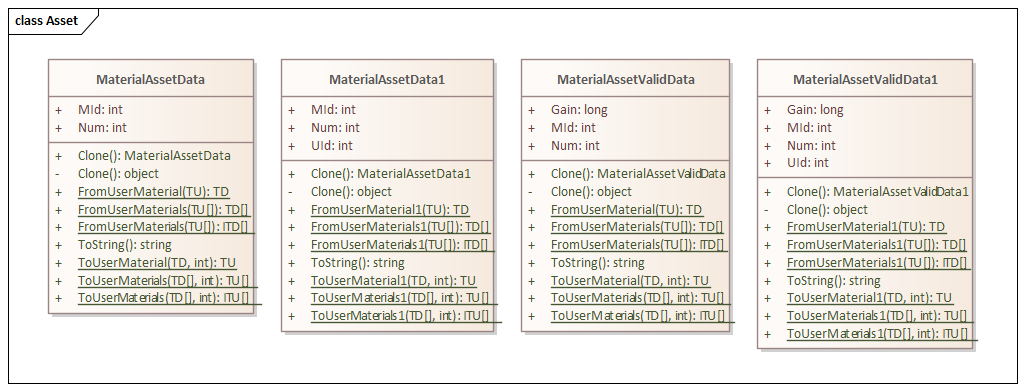 class Asset
MaterialAssetData
+ MId: int
+ Num: int
+ Clone(): MaterialAssetData
- Clone(): object
+ FromUserMaterial(TU): TD
+ FromUserMaterials(TU[]): TD[]
+ FromUserMaterials(TU[]): ITD[]
+ ToString(): string
+ ToUserMaterial(TD, int): TU
+ ToUserMaterials(TD[], int): TU[]
+ ToUserMaterials(TD[], int): ITU[]
MaterialAssetData1
+ MId: int
+ Num: int
+ UId: int
+ Clone(): MaterialAssetData1
- Clone(): object
+ FromUserMaterial1(TU): TD
+ FromUserMaterials1(TU[]): TD[]
+ FromUserMaterials1(TU[]): ITD[]
+ ToString(): string
+ ToUserMaterial1(TD, int): TU
+ ToUserMaterials1(TD[], int): TU[]
+ ToUserMaterials1(TD[], int): ITU[]
MaterialAssetValidData
+ Gain: long
+ MId: int
+ Num: int
+ Clone(): MaterialAssetValidData
- Clone(): object
+ FromUserMaterial(TU): TD
+ FromUserMaterials(TU[]): TD[]
+ FromUserMaterials(TU[]): ITD[]
+ ToString(): string
+ ToUserMaterial(TD, int): TU
+ ToUserMaterials(TD[], int): TU[]
+ ToUserMaterials(TD[], int): ITU[]
MaterialAssetValidData1
+ Gain: long
+ MId: int
+ Num: int
+ UId: int
+ Clone(): MaterialAssetValidData1
- Clone(): object
+ FromUserMaterial1(TU): TD
+ FromUserMaterials1(TU[]): TD[]
+ FromUserMaterials1(TU[]): ITD[]
+ ToString(): string
+ ToUserMaterial1(TD, int): TU
+ ToUserMaterials1(TD[], int): TU[]
+ ToUserMaterials1(TD[], int): ITU[]